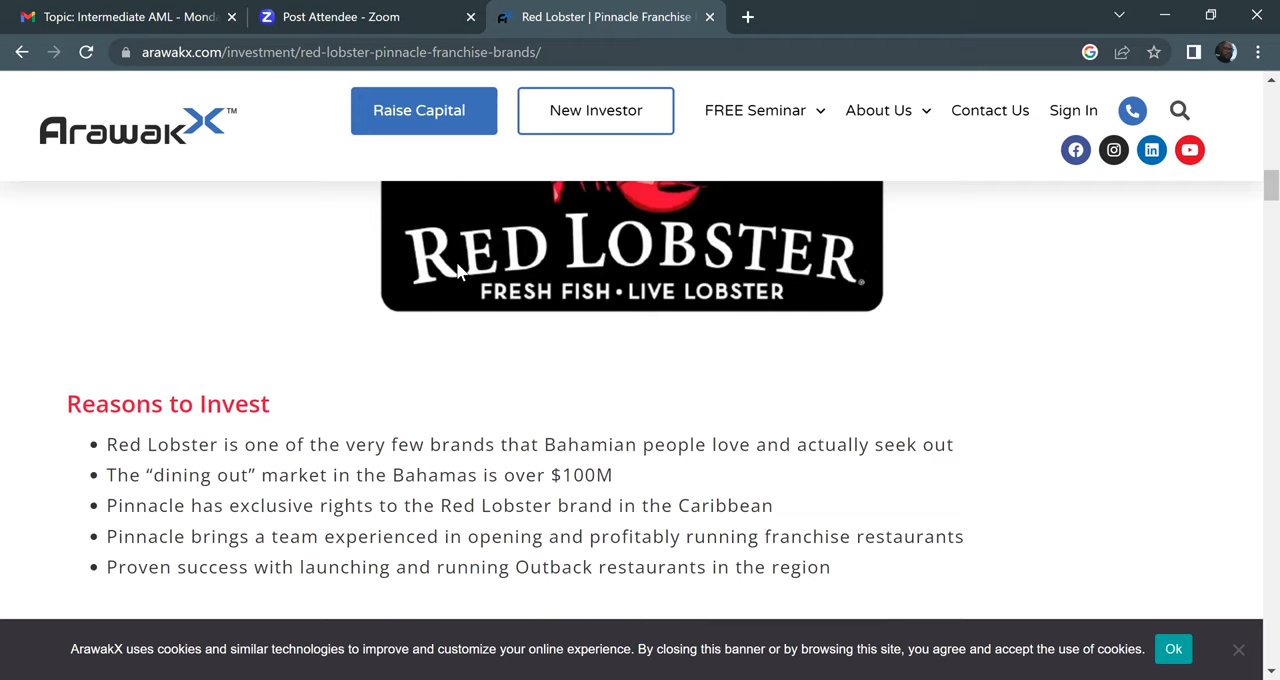 Topic: Intermediate AML - Monda
Post Attendee - Zoom
Red Lobster | Pinnacle Franchise
arawakx.com/investment/red-lobster-pinnacle-franchise-brands/
ArawakX™
Raise Capital
New Investor
FREE Seminar
About Us
Contact Us
Sign In
RED LOBSTER®
FRESH FISH • LIVE LOBSTER
Reasons to Invest
• Red Lobster is one of the very few brands that Bahamian people love and actually seek out
• The “dining out” market in the Bahamas is over $100M
• Pinnacle has exclusive rights to the Red Lobster brand in the Caribbean
• Pinnacle brings a team experienced in opening and profitably running franchise restaurants
• Proven success with launching and running Outback restaurants in the region
ArawakX uses cookies and similar technologies to improve and customize your online experience. By closing this banner or by browsing this site, you agree and accept the use of cookies.
Ok